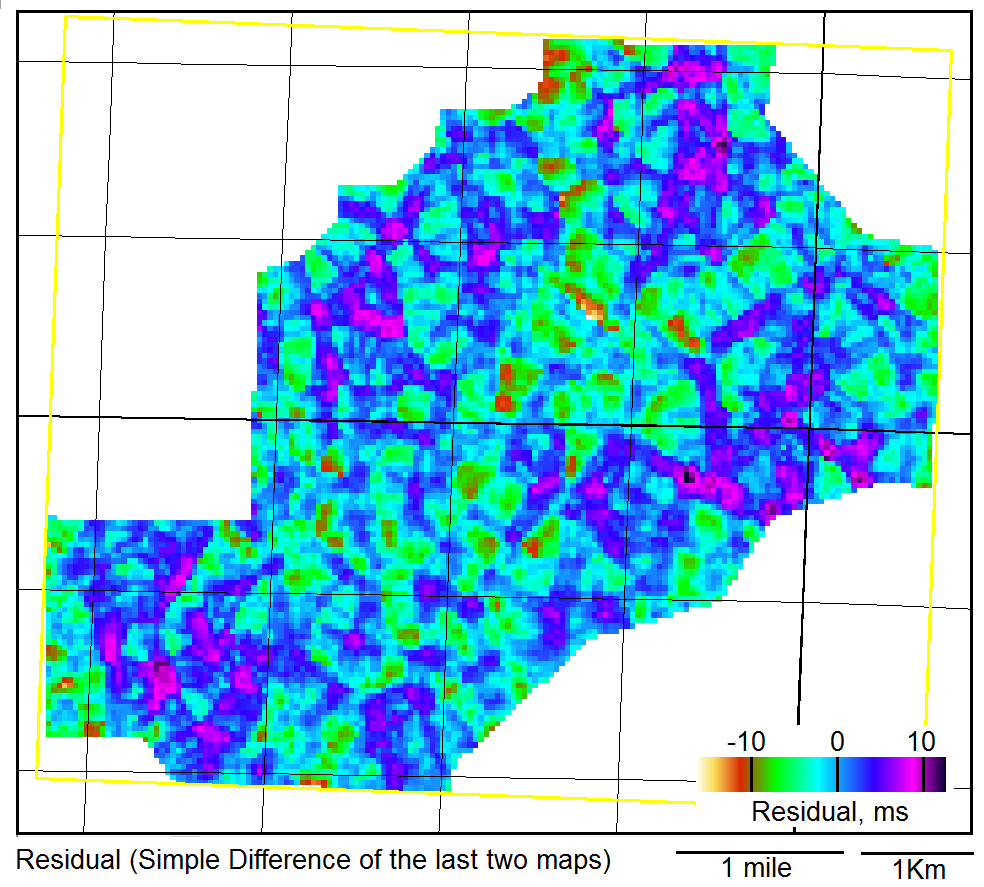 -10 0 10
Residual, ms
Residual (Simple Difference of the last two maps)
1 mile
1Km